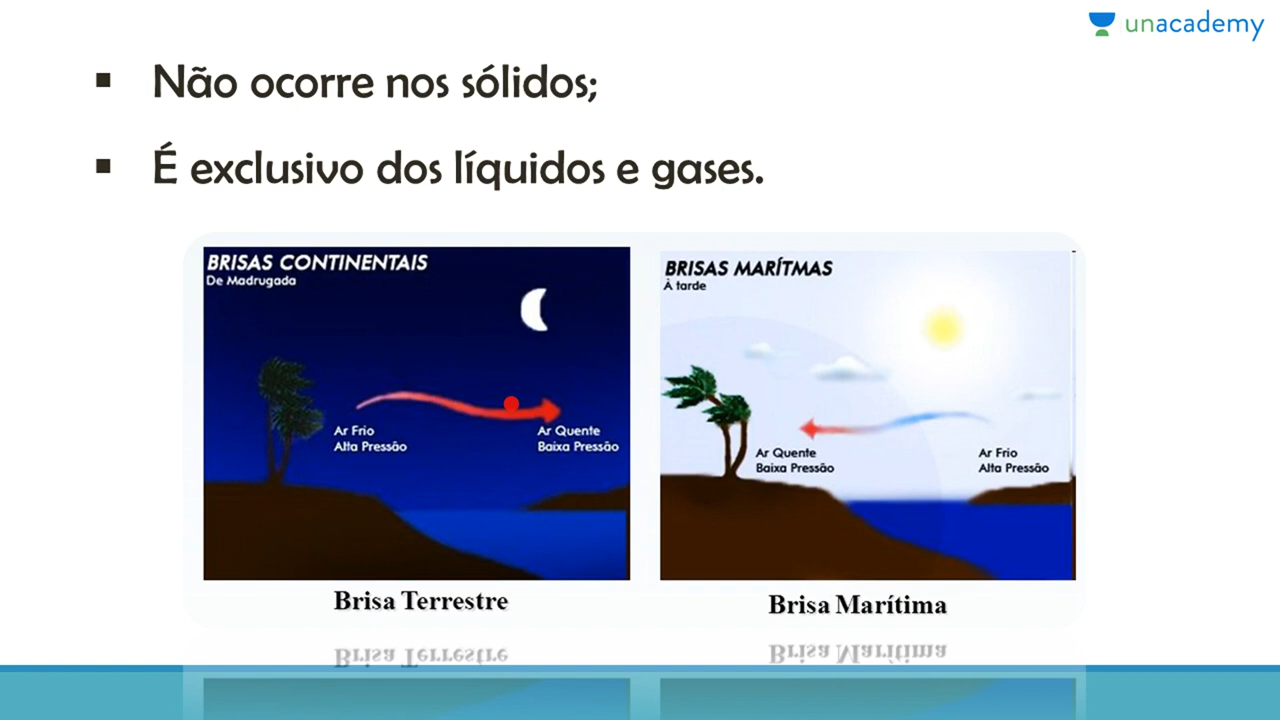 unacademy
▪ Não ocorre nos sólidos;
▪ É exclusivo dos líquidos e gases.
BRISAS CONTINENTAIS
De Madrugada
Ar Frio
Alta Pressão
Ar Quente
Baixa Pressão
BRISAS MARÍTMAS
À tarde
Ar Quente
Baixa Pressão
Ar Frio
Alta Pressão
Brisa Terrestre
Brisa Marítima